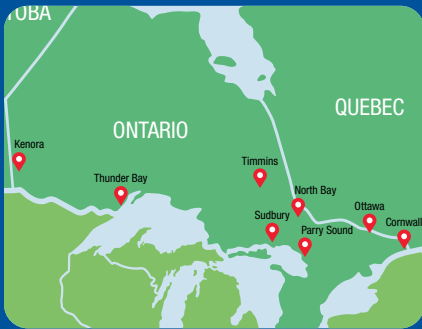 TOBA
ONTARIO
QUEBEC
Kenora
Thunder Bay
Timmins
North Bay
Sudbury
Parry Sound
Ottawa
Cornwall